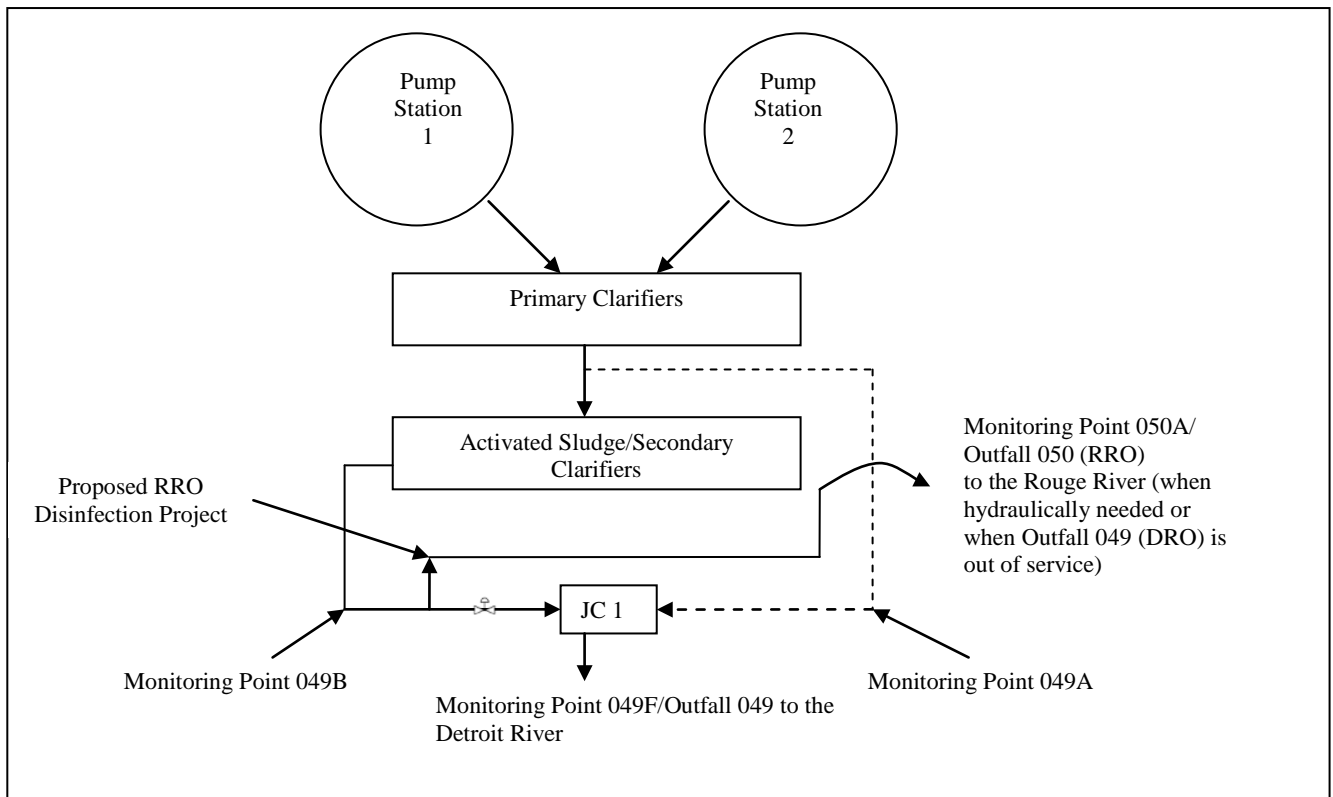 Pump
Station
1
Pump
Station
2
Primary Clarifiers
Activated Sludge/Secondary
Clarifiers
Monitoring Point 050A/
Outfall 050 (RRO)
to the Rouge River (when
hydraulically needed or
when Outfall 049 (DRO) is
out of service)
Proposed RRO
Disinfection Project
JC 1
Monitoring Point 049B
Monitoring Point 049A
Monitoring Point 049F/Outfall 049 to the
Detroit River